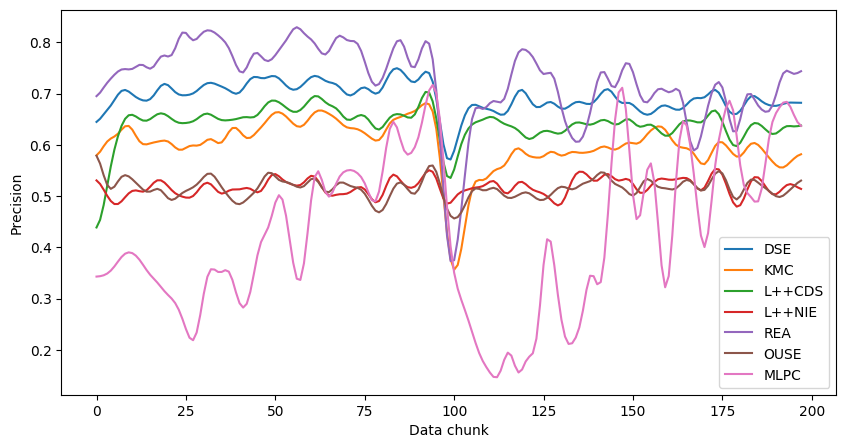 0.8
0.7
0.6
0.5
0.4
0.3
0.2
Precision
0
25
50
75
100
125
150
175
200
Data chunk
DSE
KMC
L++CDS
L++NIE
REA
OUSE
MLPC